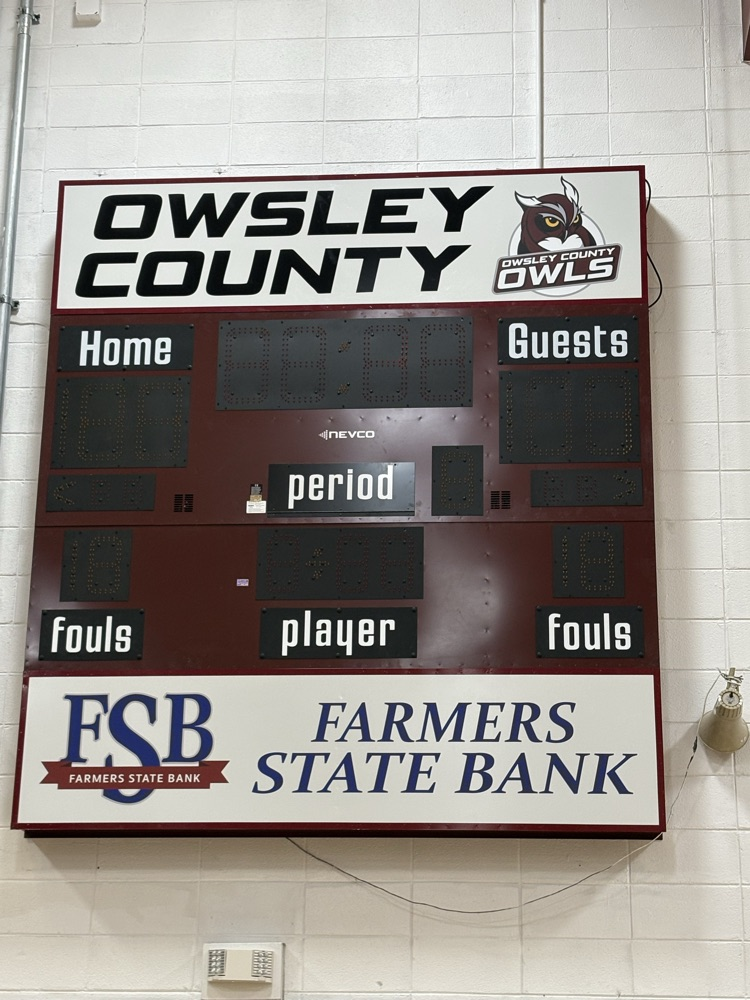 OWSLEY
COUNTY
OWSLEY COUNTY
OWLS
Home
Guests
NEVCO
period
fouls
player
fouls
FSB
FARMERS STATE BANK
FARMERS
STATE BANK